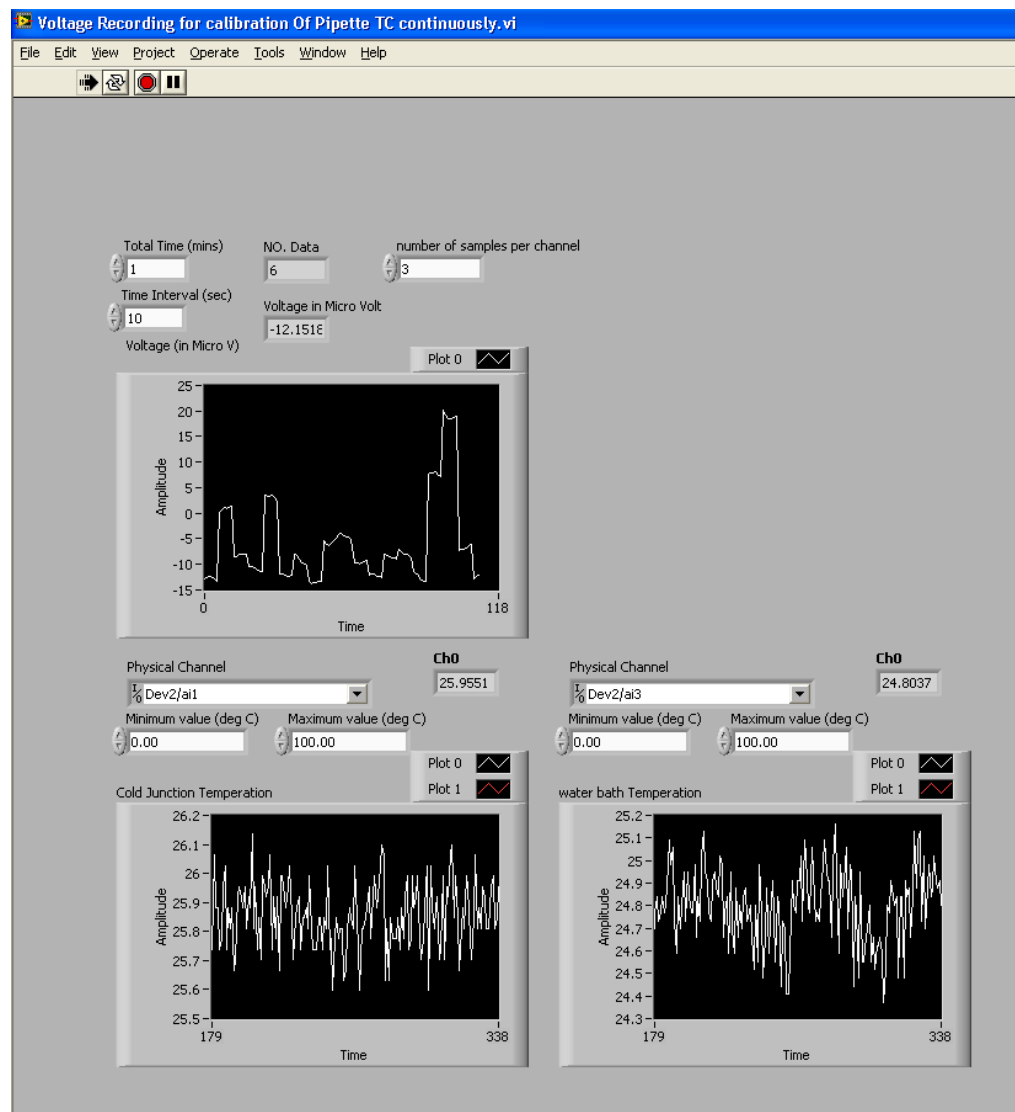 Voltage Recording for calibration Of Pipette TC continuously.vi
File Edit View Project Operate Tools Window Help
Total Time (mins) NO. Data number of samples per channel
1 6 3
Time Interval (sec)
10
Voltage in Micro Volt
-12.1518
Voltage (in Micro V)
Plot 0
25
20
15
10
5
0
-5
-10
-15
Amplitude
0 118
Time
Physical Channel
Dev2/ai1
Ch0
25.9551
Minimum value (deg C) Maximum value (deg C)
0.00 100.00
Plot 0
Plot 1
Cold Junction Temperation
26.2
26.1
26
25.9
25.8
25.7
25.6
25.5
Amplitude
179 338
Time
Physical Channel
Dev2/ai3
Ch0
24.8037
Minimum value (deg C) Maximum value (deg C)
0.00 100.00
Plot 0
Plot 1
water bath Temperation
25.2
25.1
25
24.9
24.8
24.7
24.6
24.5
24.4
24.3
Amplitude
179 338
Time